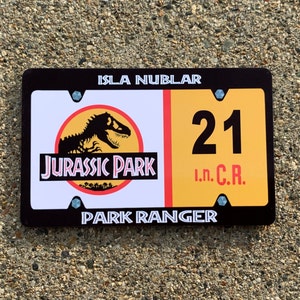 ISLA NUBLAR
JURASSIC PARK
21
I.n. C.R.
PARK RANGER